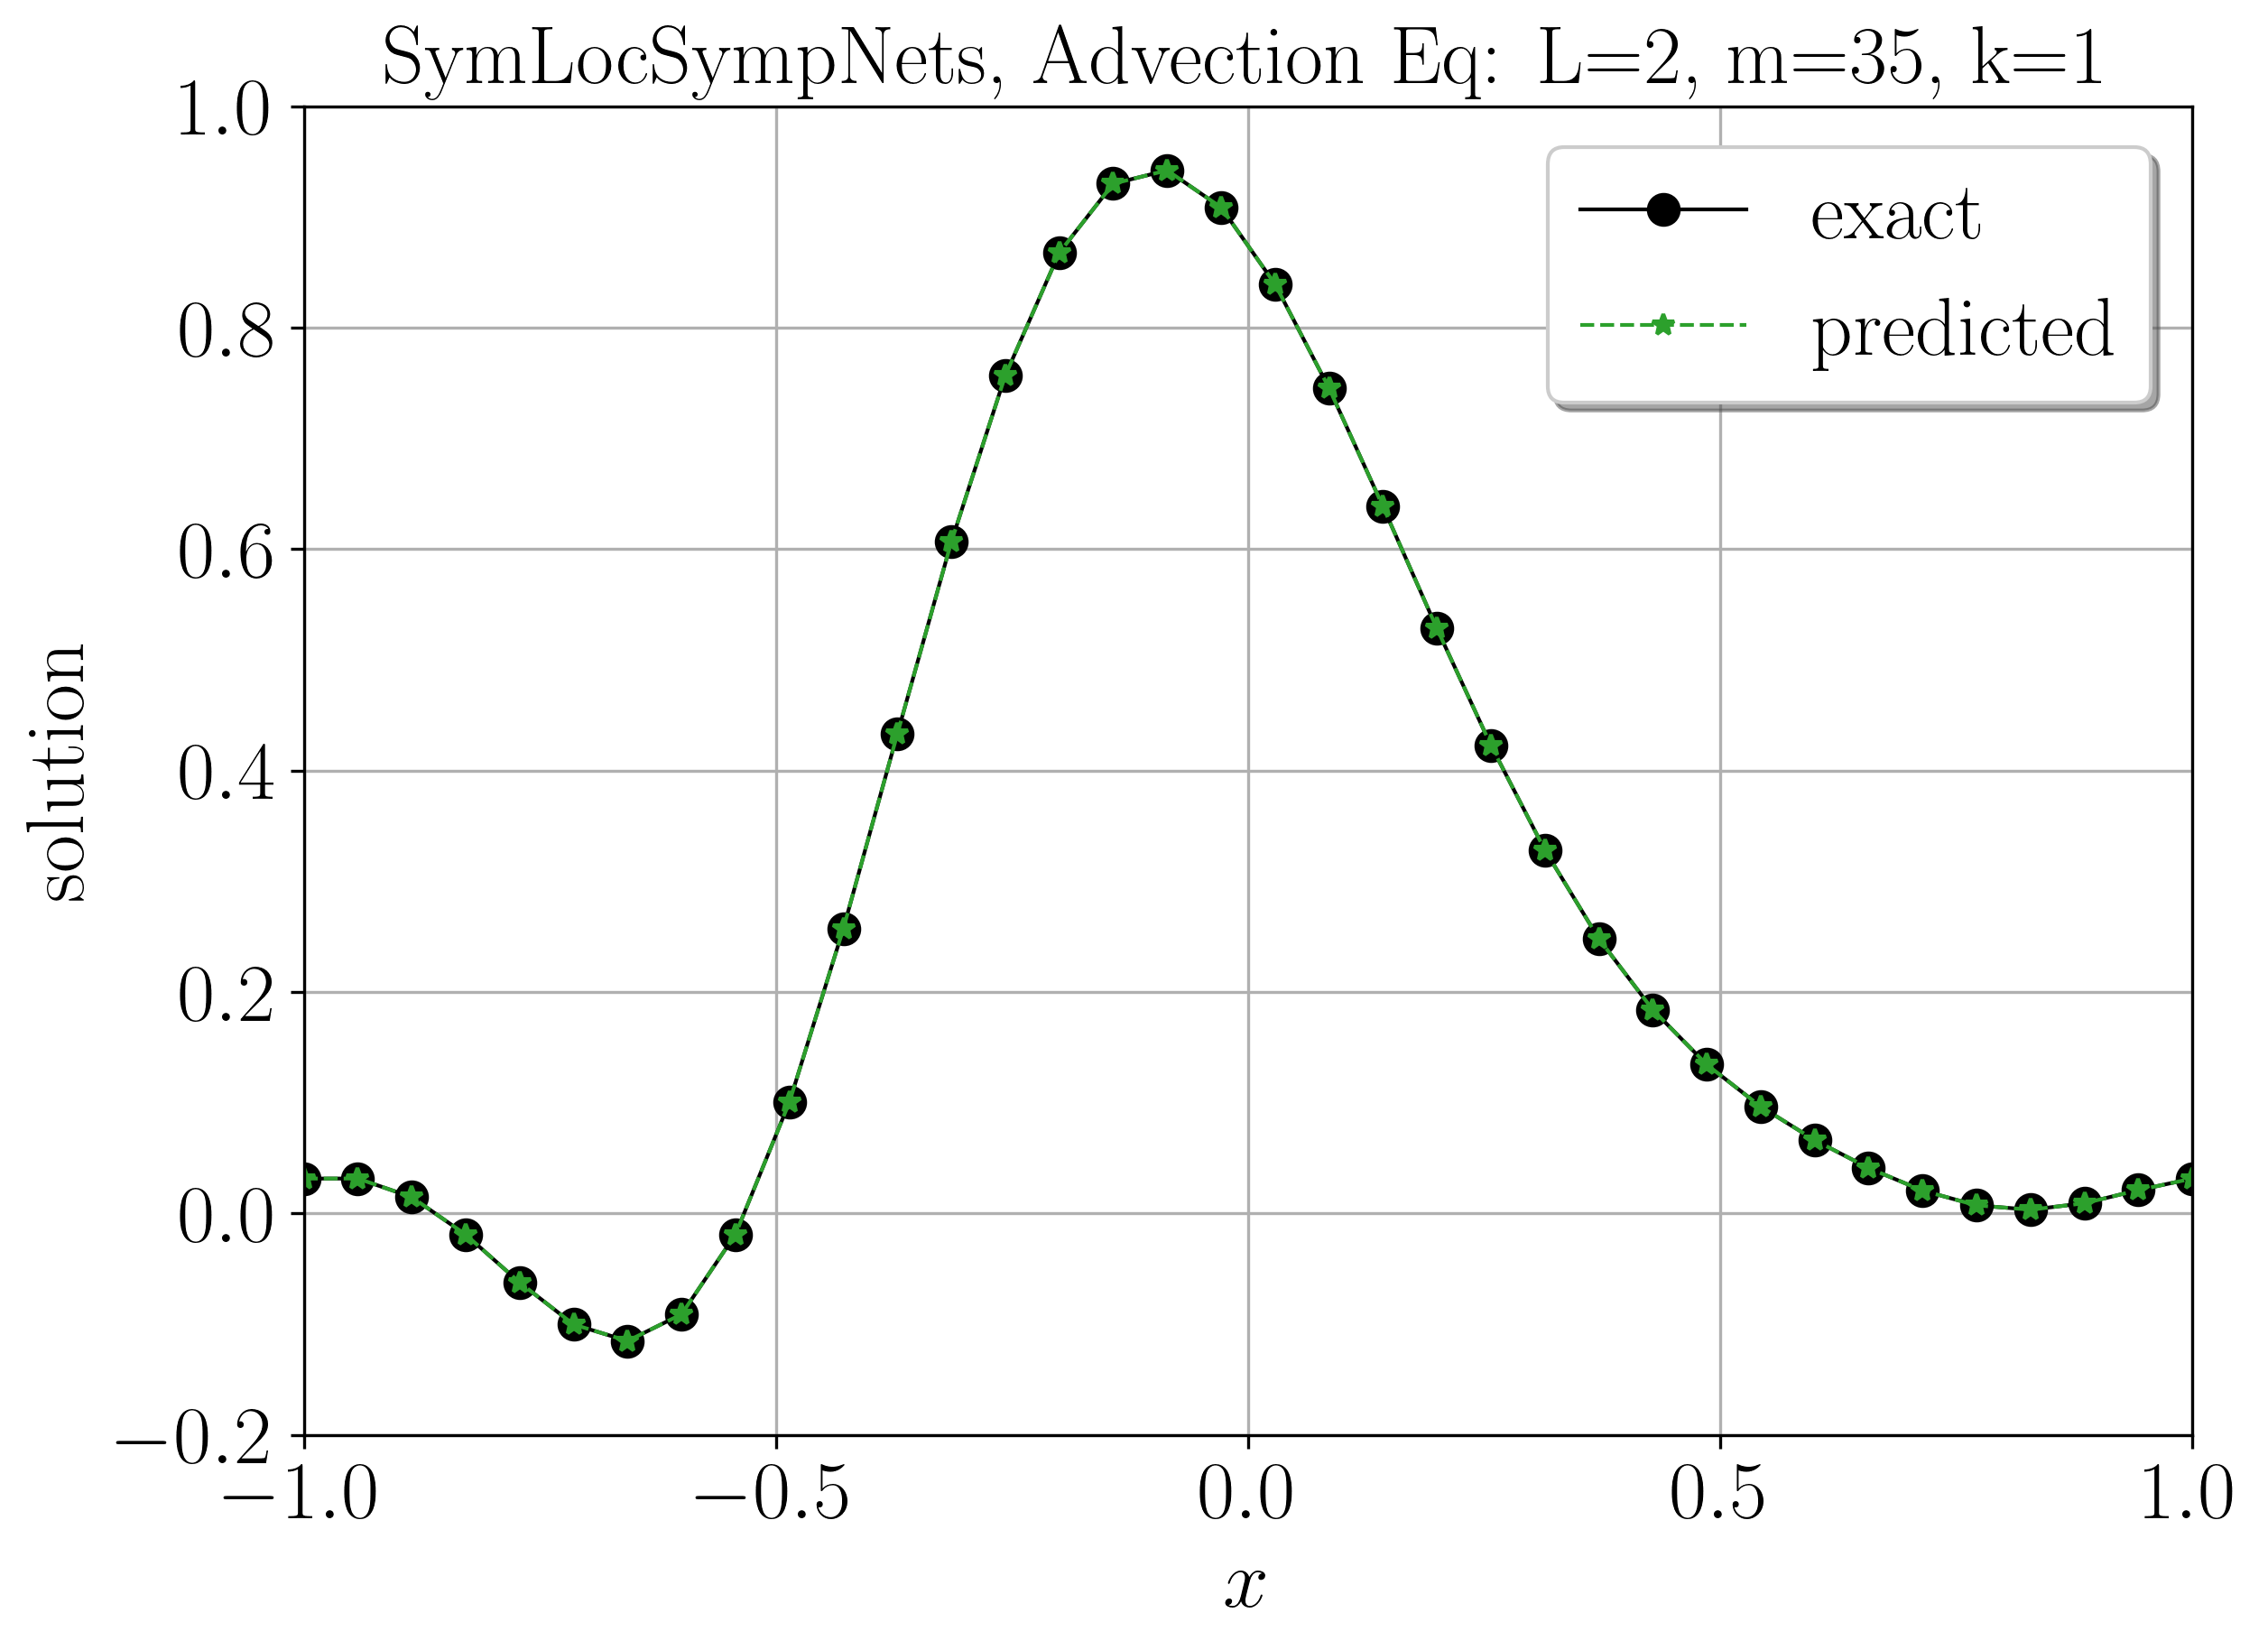 SymLocSympNets, Advection Eq: L=2, m=35, k=1
exact
predicted
solution
1.0
0.8
0.6
0.4
0.2
0.0
−0.2
−1.0 −0.5 0.0 0.5 1.0
x